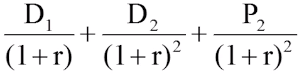 D₁/(1+r) + D₂/(1+r)² + P₂/(1+r)²